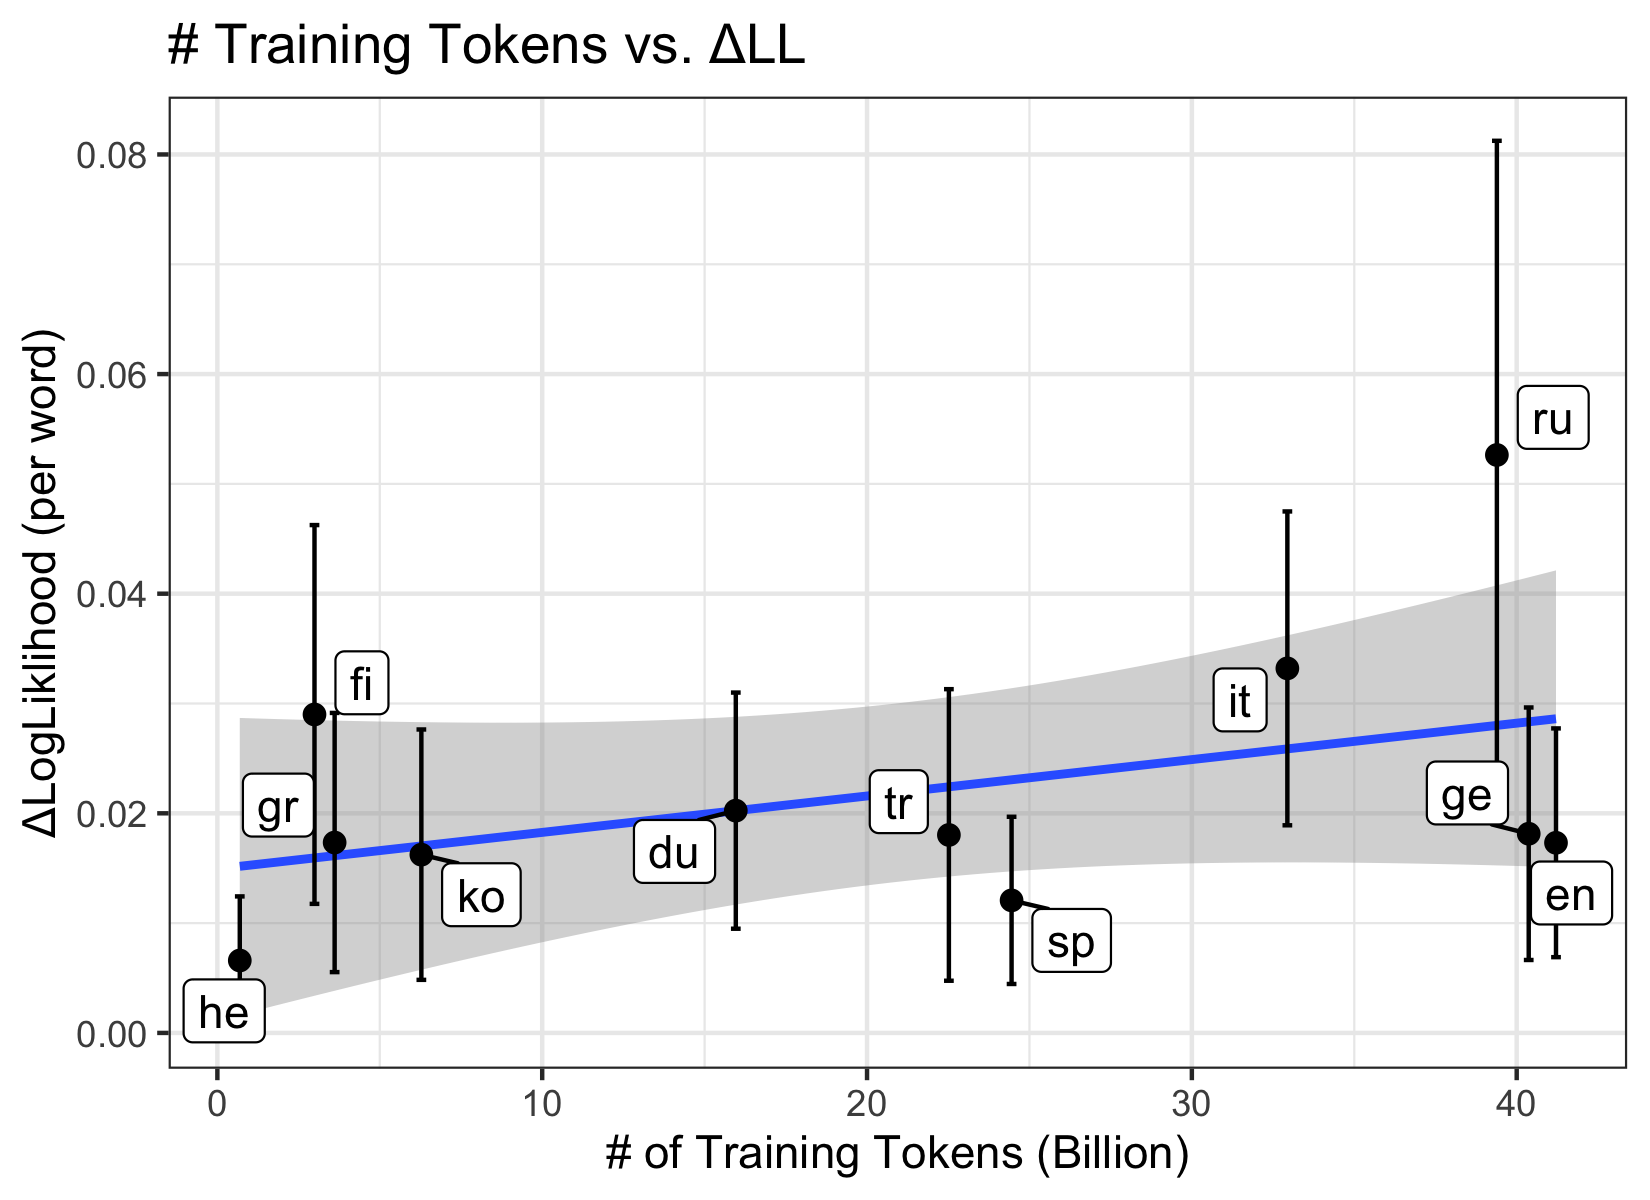 # Training Tokens vs. ΔLL
ΔLogLiklihood (per word)
0.08
0.06
0.04
0.02
0.00
ru
fi
it
gr
tr
ge
du
ko
en
sp
he
0
10
20
30
40
# of Training Tokens (Billion)